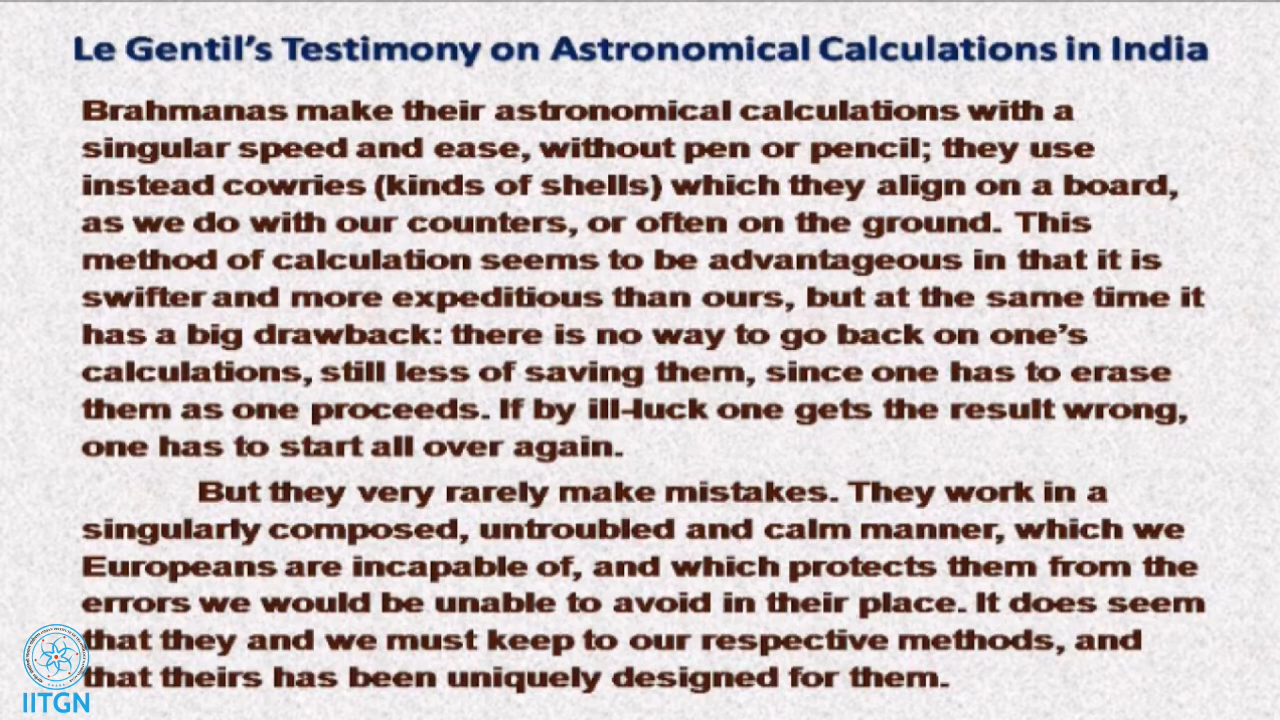 Le Gentil's Testimony on Astronomical Calculations in India
Brahmanas make their astronomical calculations with a
singular speed and ease, without pen or pencil; they use
instead cowries (kinds of shells) which they align on a board,
as we do with our counters, or often on the ground. This
method of calculation seems to be advantageous in that it is
swifter and more expeditious than ours, but at the same time it
has a big drawback: there is no way to go back on one's
calculations, still less of saving them, since one has to erase
them as one proceeds. If by ill-luck one gets the result wrong,
one has to start all over again.
But they very rarely make mistakes. They work in a
singularly composed, untroubled and calm manner, which we
Europeans are incapable of, and which protects them from the
errors we would be unable to avoid in their place. It does seem
that they and we must keep to our respective methods, and
that theirs has been uniquely designed for them.
IITGN